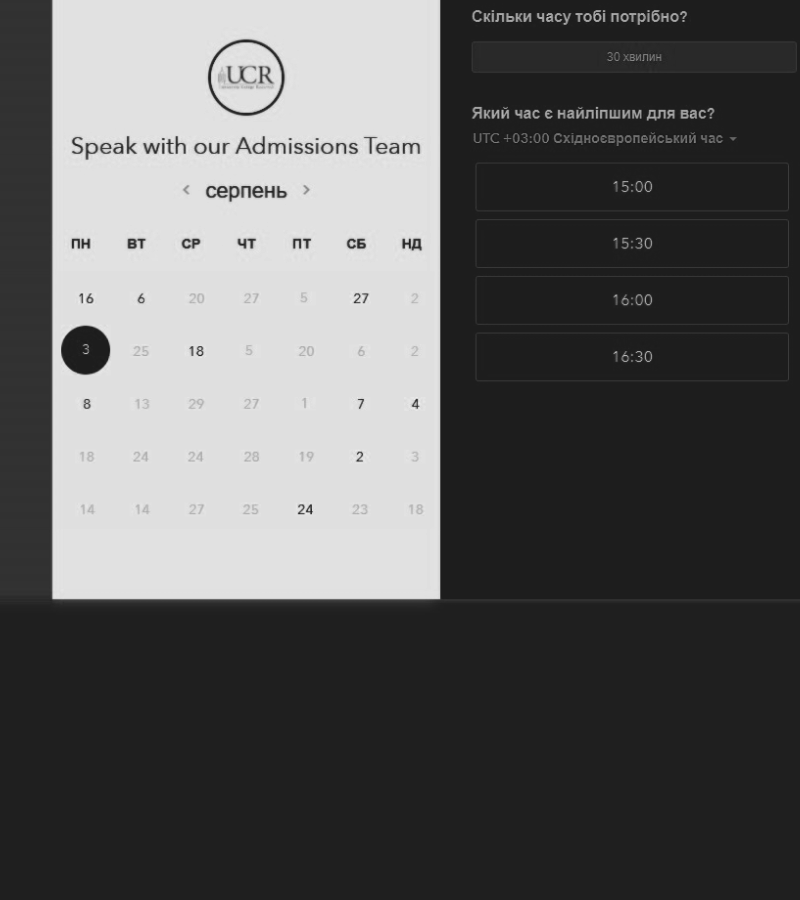 UCR
Speak with our Admissions Team
серпень
ПН ВТ СР ЧТ ПТ СБ НД
16 6 20 27 5 27 2
3 25 18 5 20 6 2
8 13 29 27 1 7 4
18 24 24 28 19 2 3
14 14 27 25 24 23 18
Скільки часу тобі потрібно?
30 хвилин
Який час є найліпшим для вас?
UTC +03:00 Східноєвропейський час
15:00
15:30
16:00
16:30